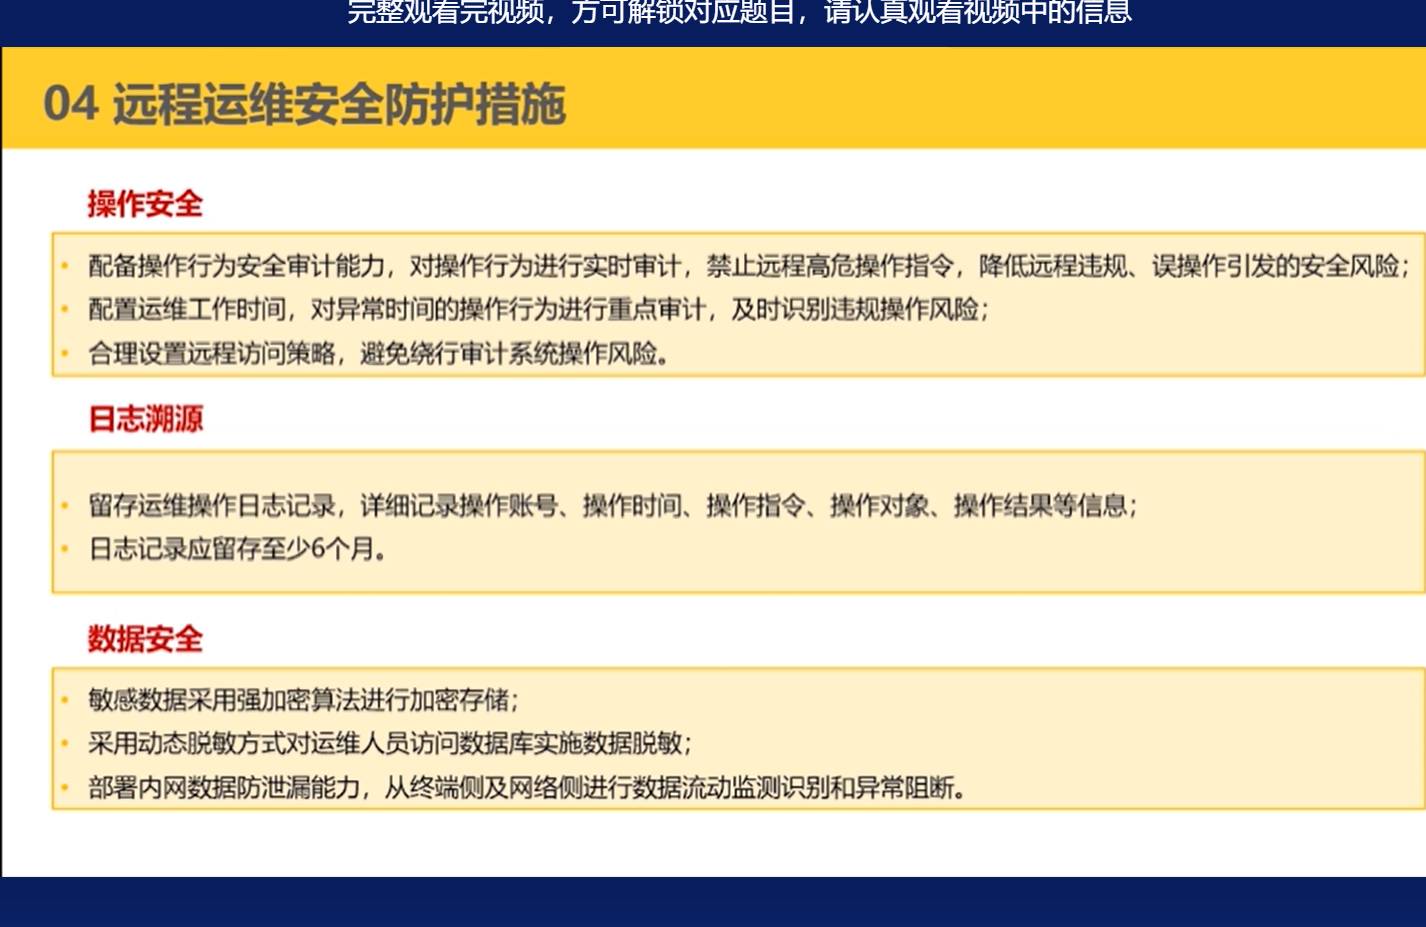 完整观看完视频，方可解锁对应题目，请认真观看视频中的信息
04 远程运维安全防护措施
操作安全
• 配备操作行为安全审计能力，对操作行为进行实时审计，禁止远程高危操作指令，降低远程违规、误操作引发的安全风险；
• 配置运维工作时间，对异常时间的操作行为进行重点审计，及时识别违规操作风险；
• 合理设置远程访问策略，避免绕行审计系统操作风险。
日志溯源
• 留存运维操作日志记录，详细记录操作账号、操作时间、操作指令、操作对象、操作结果等信息；
• 日志记录应留存至少6个月。
数据安全
• 敏感数据采用强加密算法进行加密存储；
• 采用动态脱敏方式对运维人员访问数据库实施数据脱敏；
• 部署内网数据防泄漏能力，从终端侧及网络侧进行数据流动监测识别和异常阻断。